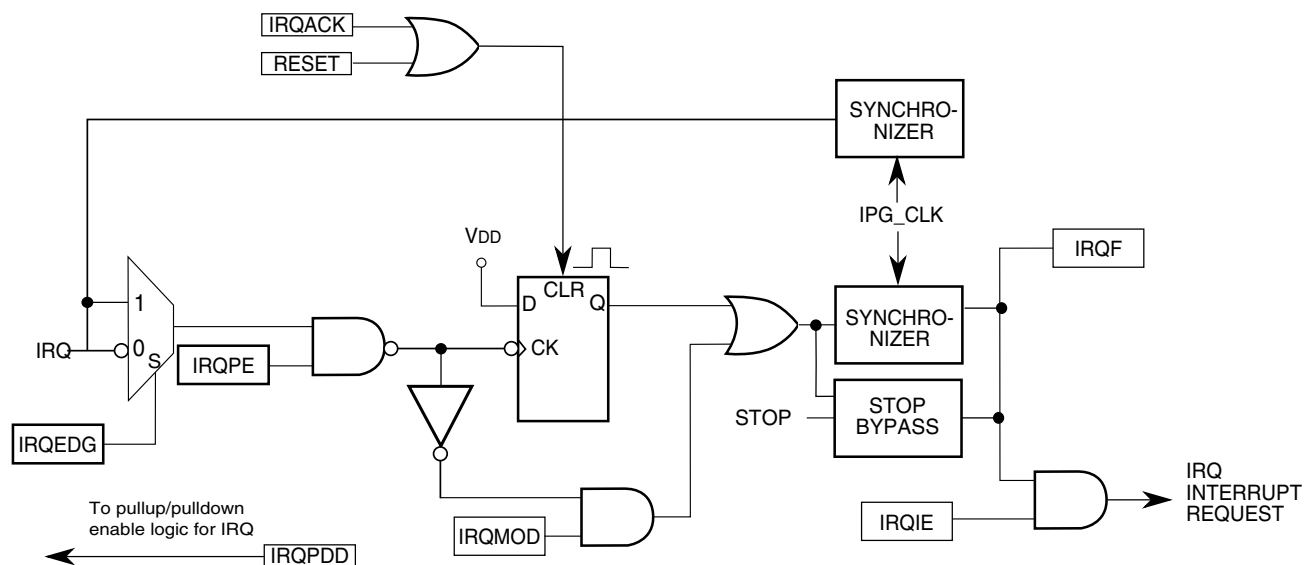 IRQACK
RESET
SYNCHRO-
NIZER
IPG_CLK
VDD
IRQF
CLR
D
Q
CK
1
0
S
IRQ
IRQPE
SYNCHRO-
NIZER
STOP
STOP
BYPASS
IRQEDG
To pullup/pulldown
enable logic for IRQ
IRQPDD
IRQMOD
IRQIE
IRQ
INTERRUPT
REQUEST